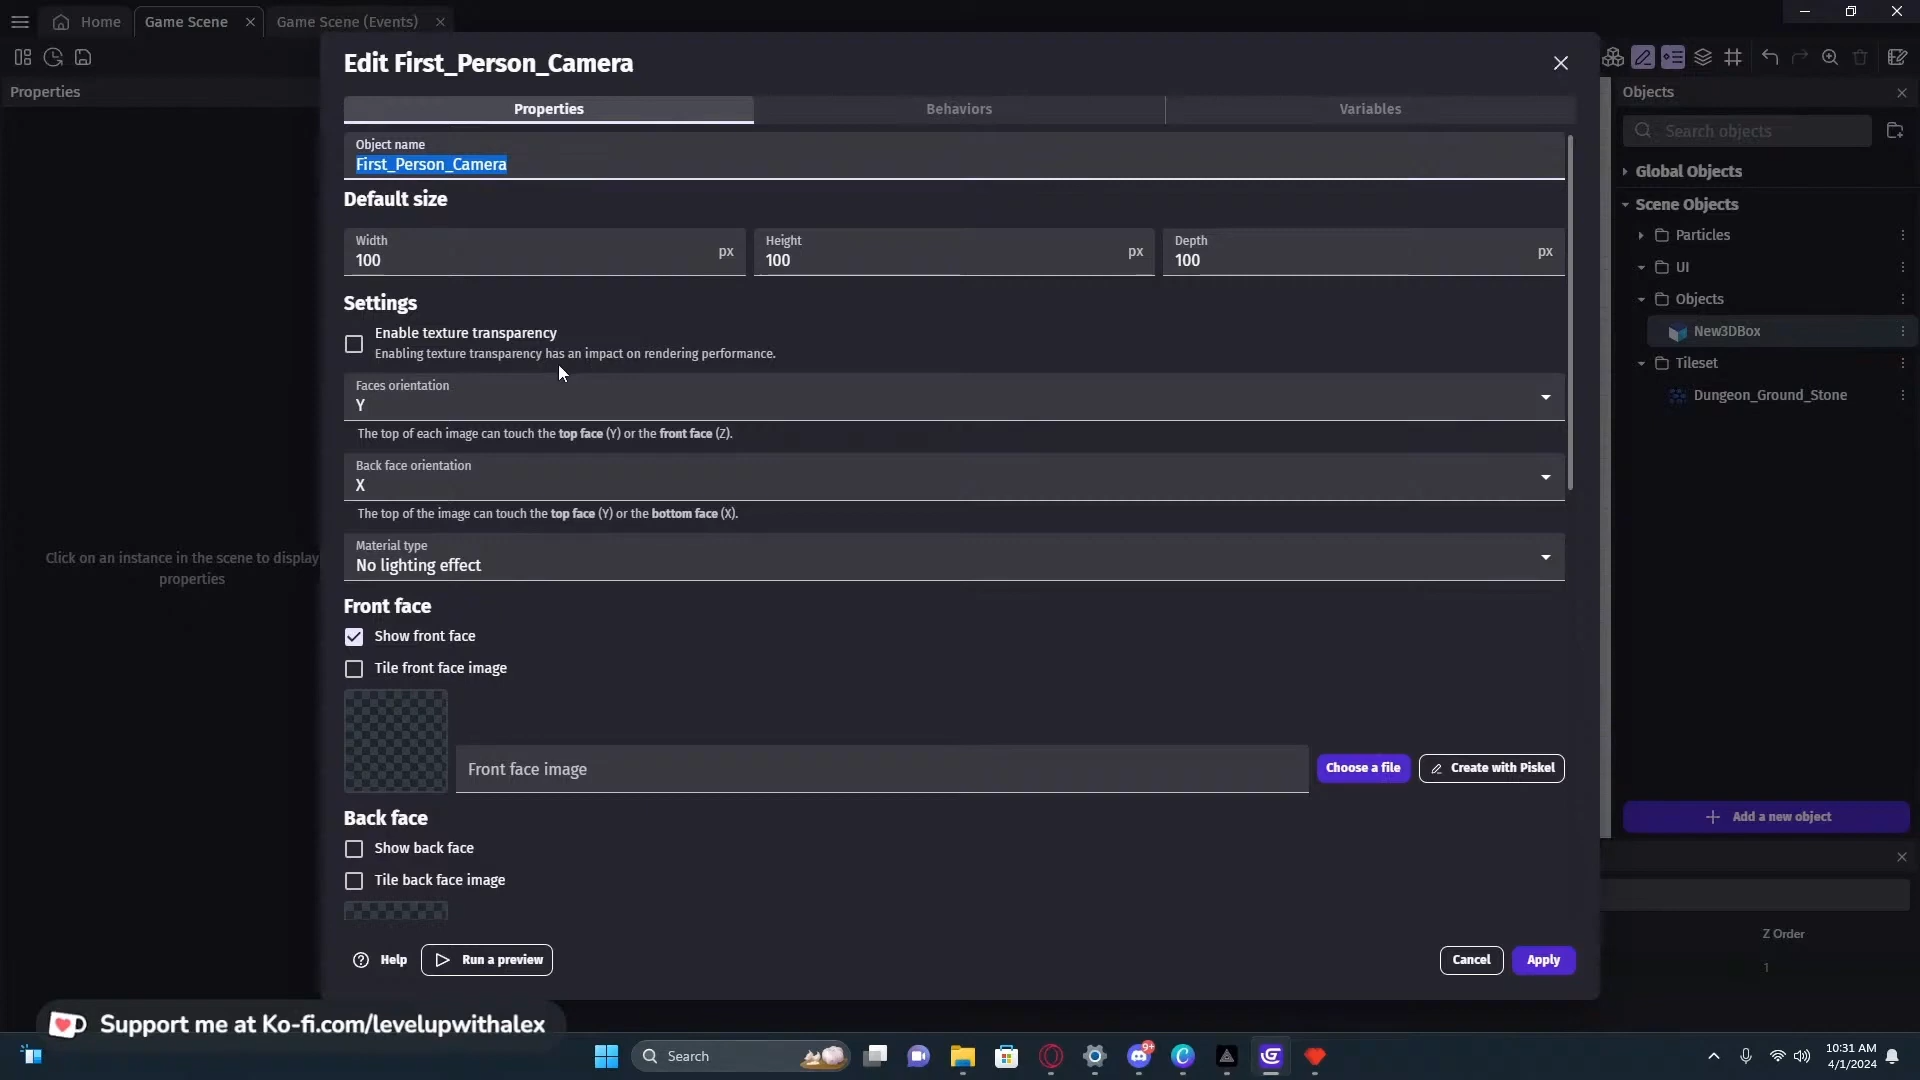 Home
Game Scene
Game Scene (Events)
Properties
Click on an instance in the scene to display
properties
Edit First_Person_Camera
Properties
Behaviors
Variables
Object name
First_Person_Camera
Default size
Width
100
px
Height
100
px
Depth
100
px
Settings
Enable texture transparency
Enabling texture transparency has an impact on rendering performance.
Faces orientation
Y
The top of each image can touch the top face (Y) or the front face (Z).
Back face orientation
X
The top of the image can touch the top face (Y) or the bottom face (X).
Material type
No lighting effect
Front face
Show front face
Tile front face image
Front face image
Choose a file
Create with Piskel
Back face
Show back face
Tile back face image
Help
Run a preview
Cancel
Apply
Objects
Search objects
Global Objects
Scene Objects
Particles
UI
Objects
New3DBox
Tileset
Dungeon_Ground_Stone
Add a new object
Z Order
1
Support me at Ko-fi.com/levelupwithalex
Search
9+
10:31 AM
4/1/2024